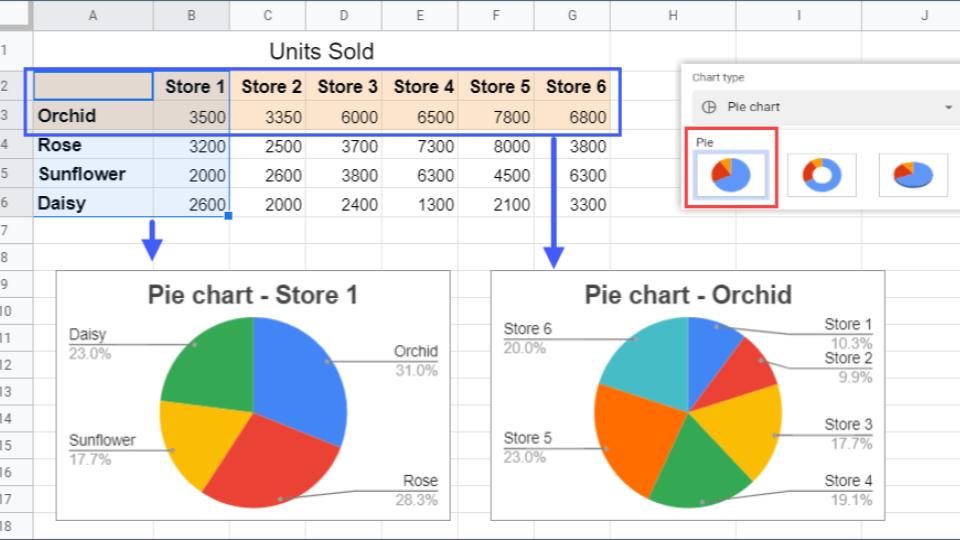 A B C D E F G H I J
1 Units Sold
2 Store 1 Store 2 Store 3 Store 4 Store 5 Store 6
3 Orchid 3500 3350 6000 6500 7800 6800
4 Rose 3200 2500 3700 7300 8000 3800
5 Sunflower 2000 2600 3800 6300 4500 6300
6 Daisy 2600 2000 2400 1300 2100 3300
7
8
9
10
11
12
13
14
15
16
17
18
Chart type
Pie chart
Pie
Pie chart - Store 1
Daisy
23.0%
Orchid
31.0%
Sunflower
17.7%
Rose
28.3%
Pie chart - Orchid
Store 6
20.0%
Store 1
10.3%
Store 2
9.9%
Store 3
17.7%
Store 5
23.0%
Store 4
19.1%